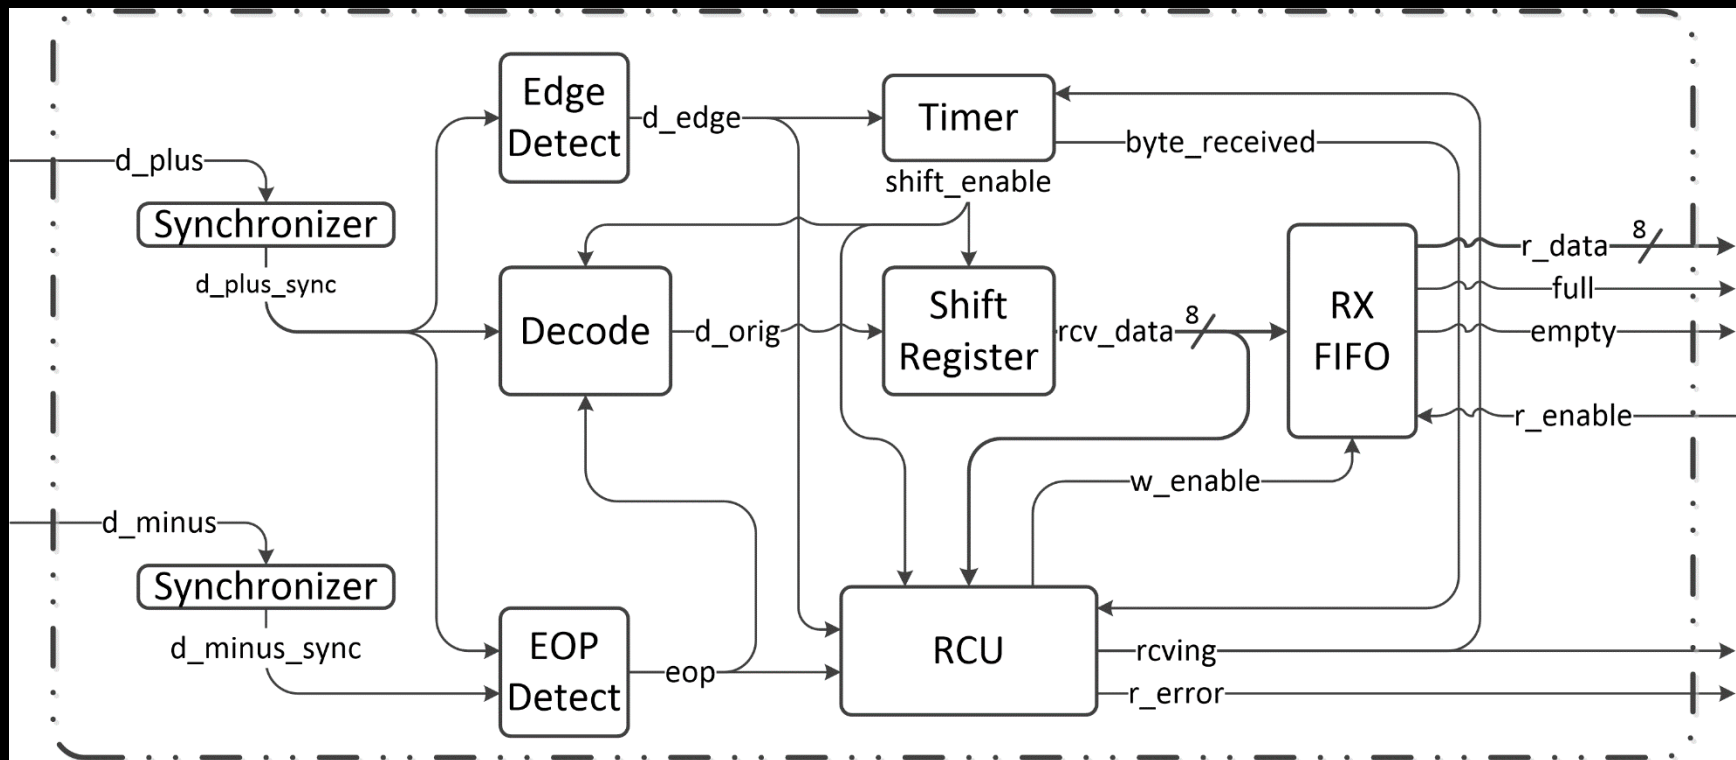 Edge
Detect
d_edge
Timer
d_plus
byte_received
shift_enable
Synchronizer
d_plus_sync
8
r_data
full
Decode
d_orig
Shift
Register
rcv_data
8
RX
FIFO
empty
r_enable
w_enable
d_minus
Synchronizer
d_minus_sync
EOP
Detect
eop
RCU
rcving
r_error